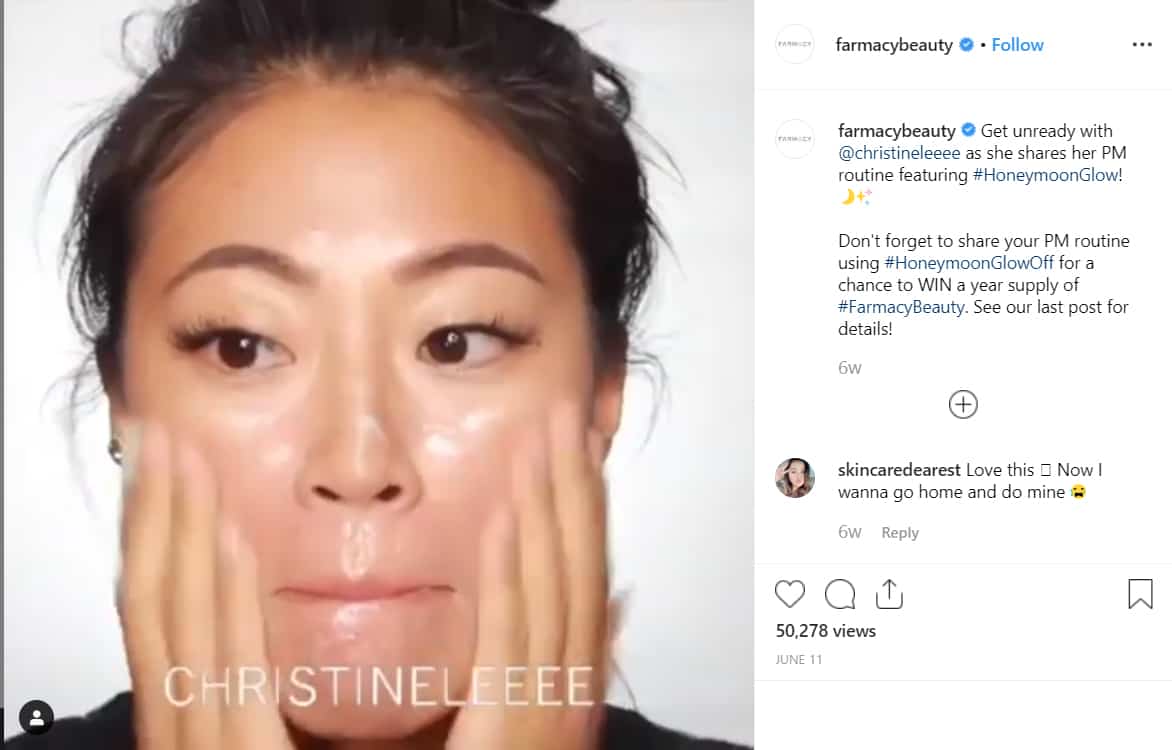 CHRISTINELEEEE
FARMACY
farmacybeauty • Follow
FARMACY
farmacybeauty Get unready with
@christineleeee as she shares her PM
routine featuring #HoneymoonGlow!
🌙✨
Don't forget to share your PM routine
using #HoneymoonGlowOff for a
chance to WIN a year supply of
#FarmacyBeauty. See our last post for
details!
6w
skincaredearest Love this ▯ Now I
wanna go home and do mine 😭
6w Reply
50,278 views
JUNE 11